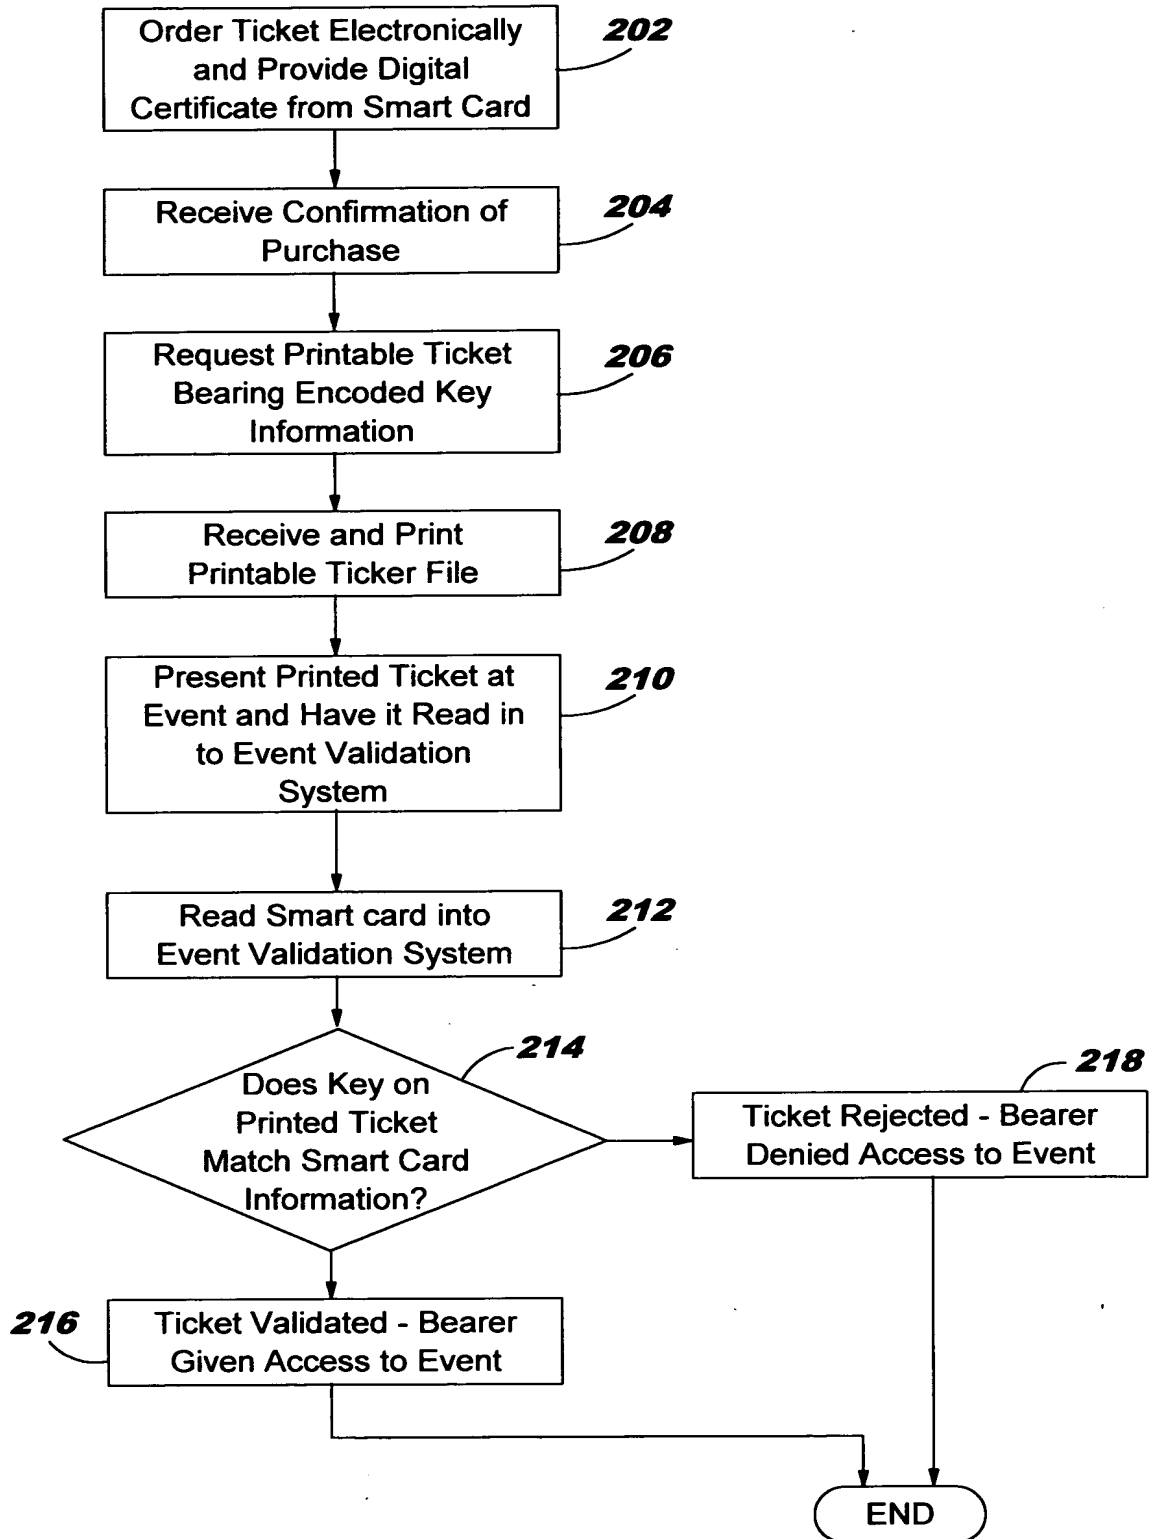 Order Ticket Electronically
and Provide Digital
Certificate from Smart Card
202
Receive Confirmation of
Purchase
204
Request Printable Ticket
Bearing Encoded Key
Information
206
Receive and Print
Printable Ticker File
208
Present Printed Ticket at
Event and Have it Read in
to Event Validation
System
210
Read Smart card into
Event Validation System
212
Does Key on
Printed Ticket
Match Smart Card
Information?
214
Ticket Rejected - Bearer
Denied Access to Event
218
216
Ticket Validated - Bearer
Given Access to Event
END